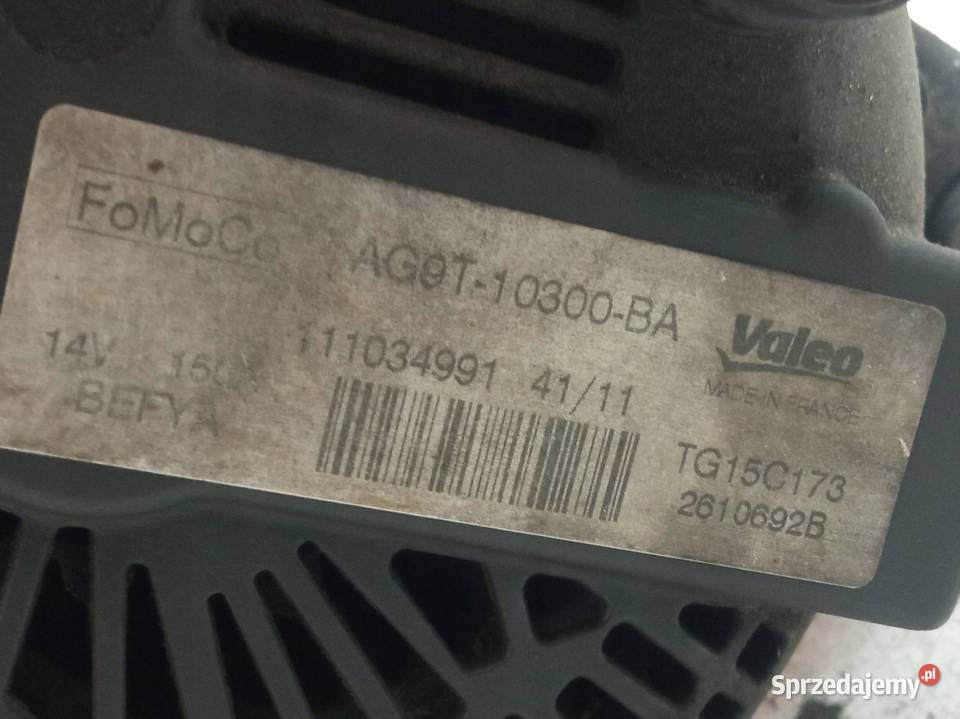 FoMoCo
AG9T-10300-BA
Valeo
MADE IN FRANCE
14V
111034991 41/11
BEFYA
TG15C173
2610692B
Sprzedajemy.pl